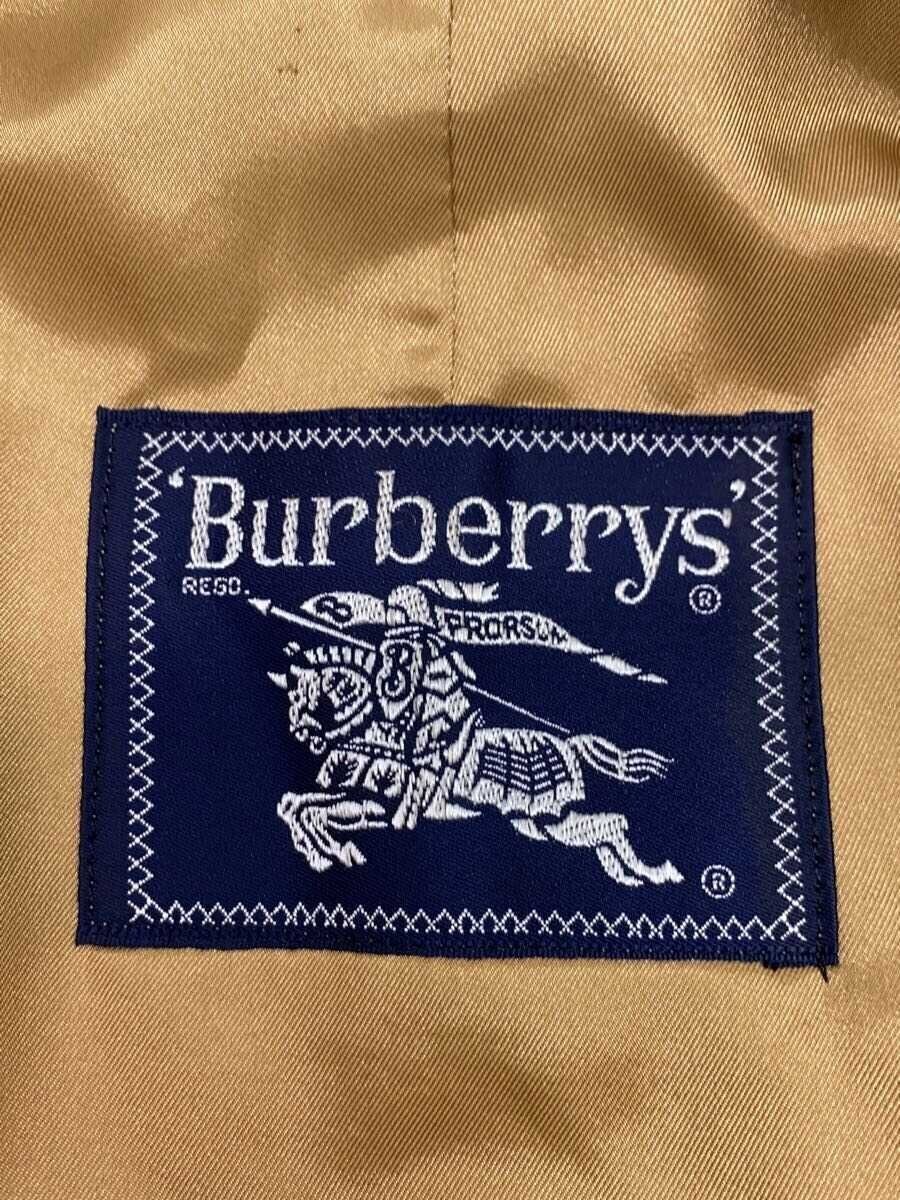 'Burberrys'
REGD. ®
B PRORSUM
B
®